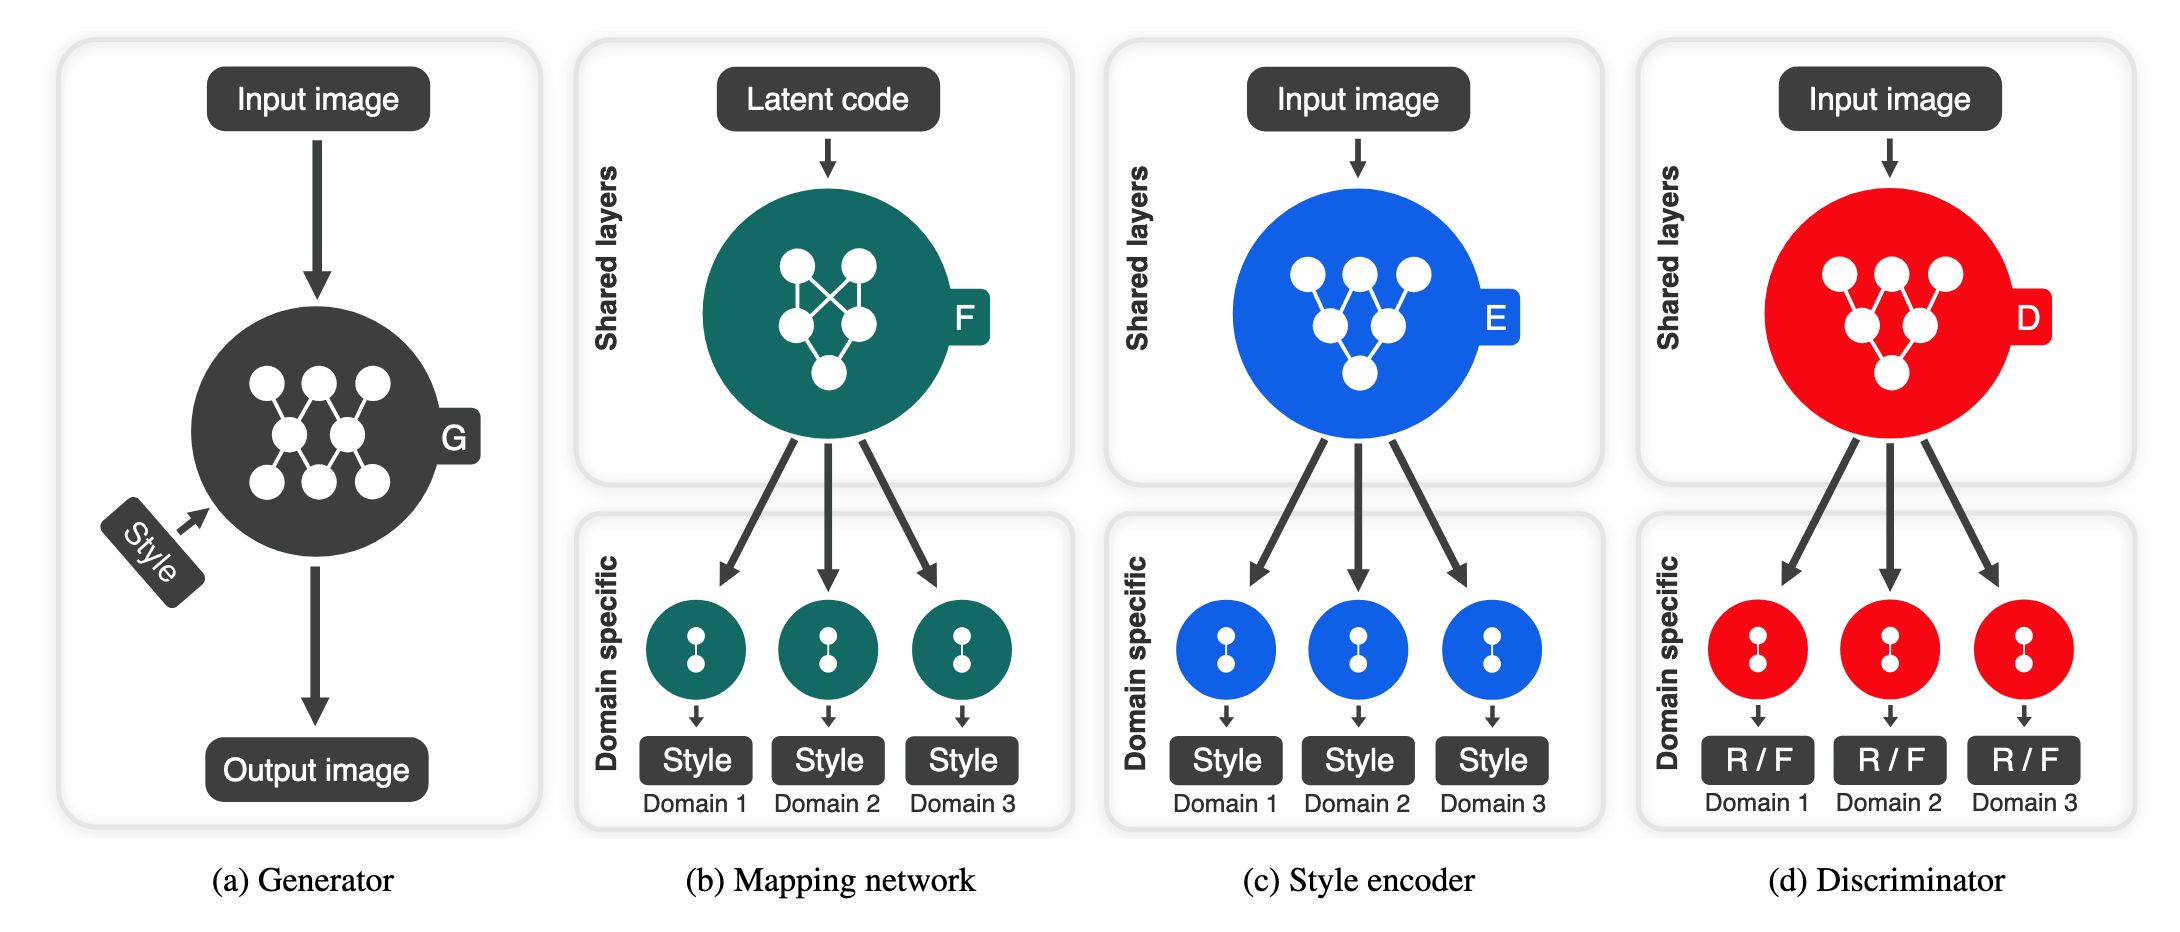 Input image
G
Style
Output image
(a) Generator
Latent code
Shared layers
F
Domain specific
Style Style Style
Domain 1 Domain 2 Domain 3
(b) Mapping network
Input image
Shared layers
E
Domain specific
Style Style Style
Domain 1 Domain 2 Domain 3
(c) Style encoder
Input image
Shared layers
D
Domain specific
R / F R / F R / F
Domain 1 Domain 2 Domain 3
(d) Discriminator